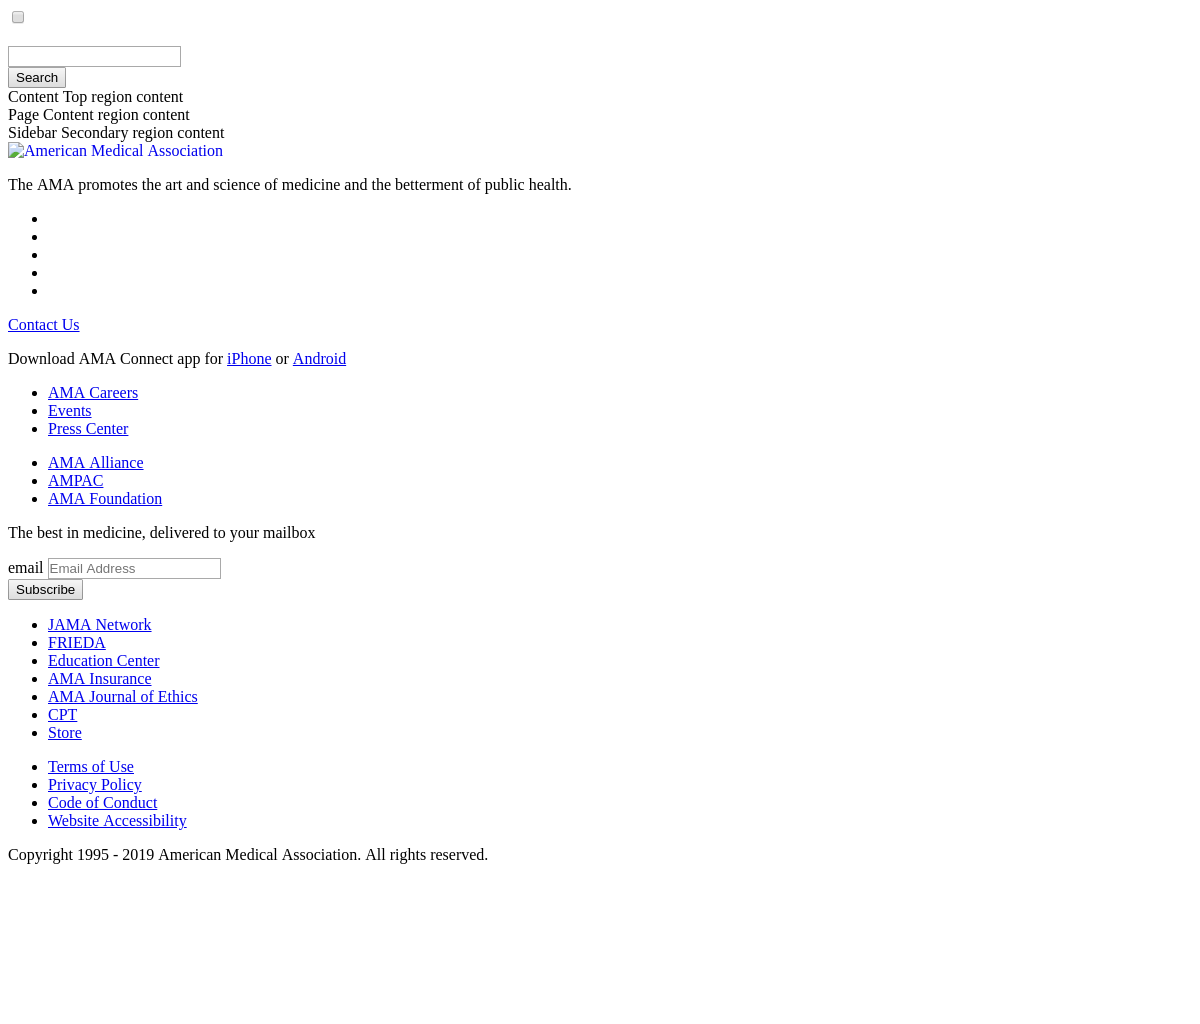 Search
Content Top region content
Page Content region content
Sidebar Secondary region content
American Medical Association
The AMA promotes the art and science of medicine and the betterment of public health.
Contact Us
Download AMA Connect app for iPhone or Android
AMA Careers
Events
Press Center
AMA Alliance
AMPAC
AMA Foundation
The best in medicine, delivered to your mailbox
email Email Address
Subscribe
JAMA Network
FRIEDA
Education Center
AMA Insurance
AMA Journal of Ethics
CPT
Store
Terms of Use
Privacy Policy
Code of Conduct
Website Accessibility
Copyright 1995 - 2019 American Medical Association. All rights reserved.